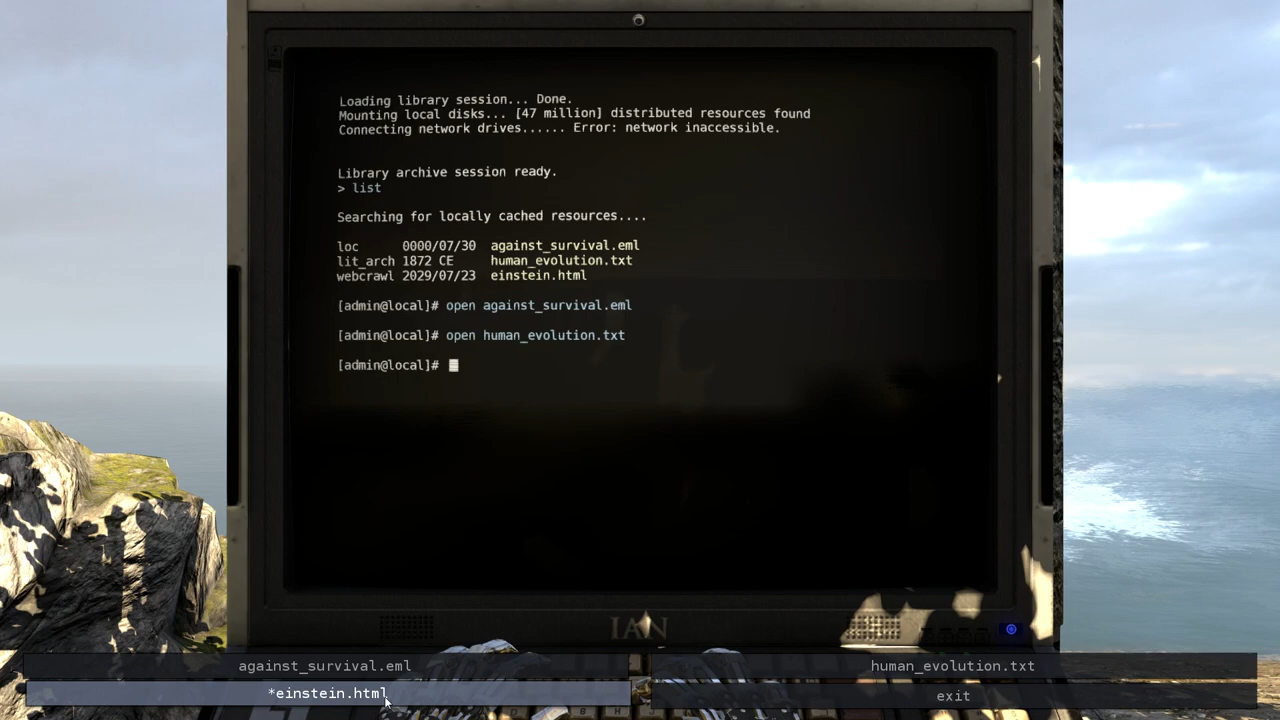 Loading library session... Done.
Mounting local disks... [47 million] distributed resources found
Connecting network drives...... Error: network inaccessible.
Library archive session ready.
> list
Searching for locally cached resources....
loc 0000/07/30 against_survival.eml
lit_arch 1872 CE human_evolution.txt
webcrawl 2029/07/23 einstein.html
[admin@local]# open against_survival.eml
[admin@local]# open human_evolution.txt
[admin@local]#
IAN
against_survival.eml
human_evolution.txt
*einstein.html
exit